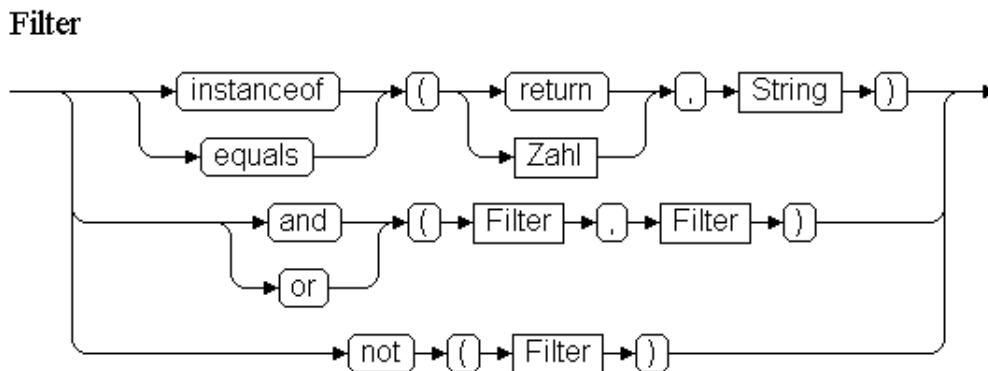 Filter
instanceof ( return , String )
equals Zahl
and ( Filter , Filter )
or
not ( Filter )